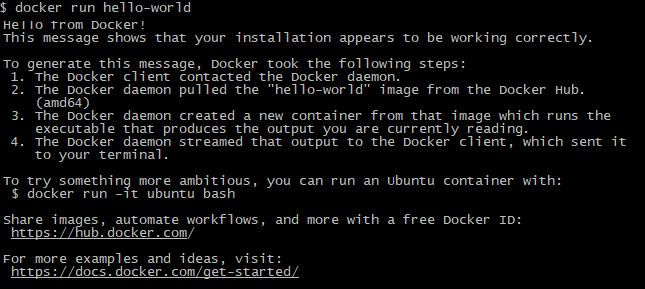 $ docker run hello-world
Hello from Docker!
This message shows that your installation appears to be working correctly.
To generate this message, Docker took the following steps:
1. The Docker client contacted the Docker daemon.
2. The Docker daemon pulled the "hello-world" image from the Docker Hub.
(amd64)
3. The Docker daemon created a new container from that image which runs the
executable that produces the output you are currently reading.
4. The Docker daemon streamed that output to the Docker client, which sent it
to your terminal.
To try something more ambitious, you can run an Ubuntu container with:
$ docker run -it ubuntu bash
Share images, automate workflows, and more with a free Docker ID:
https://hub.docker.com/
For more examples and ideas, visit:
https://docs.docker.com/get-started/